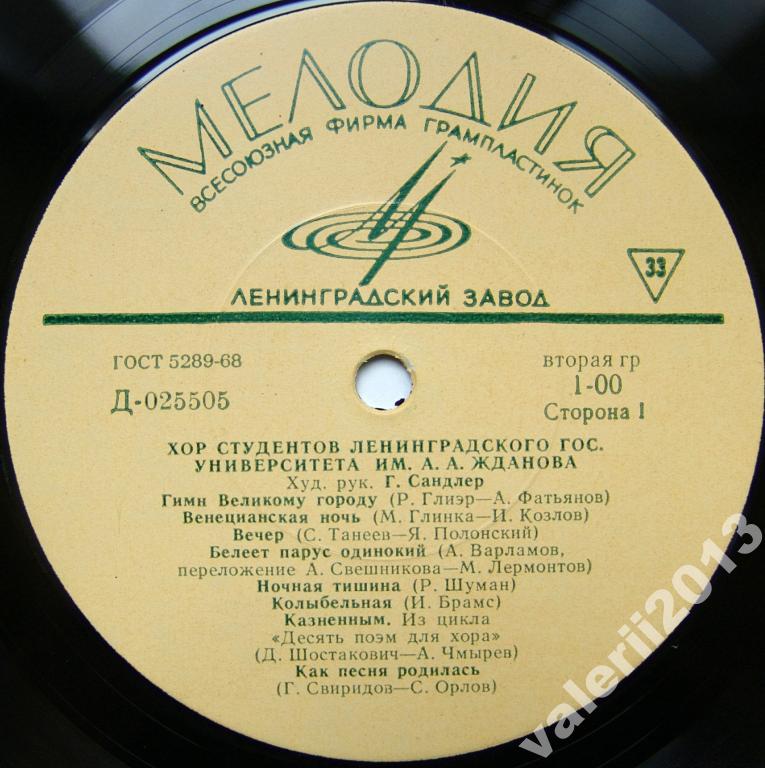 МЕЛОДИЯ
ВСЕСОЮЗНАЯ ФИРМА ГРАМПЛАСТИНОК
ЛЕНИНГРАДСКИЙ ЗАВОД
33
ГОСТ 5289-68
Д-025505
вторая гр
1-00
Сторона 1
ХОР СТУДЕНТОВ ЛЕНИНГРАДСКОГО ГОС.
УНИВЕРСИТЕТА ИМ. А. А. ЖДАНОВА
Худ. рук. Г. Сандлер
Гимн Великому городу (Р. Глиэр—А. Фатьянов)
Венецианская ночь (М. Глинка—И. Козлов)
Вечер (С. Танеев—Я. Полонский)
Белеет парус одинокий (А. Варламов,
переложение А. Свешникова—М. Лермонтов)
Ночная тишина (Р. Шуман)
Колыбельная (И. Брамс)
Казненным. Из цикла
«Десять поэм для хора»
(Д. Шостакович—А. Чмырев)
Как песня родилась
(Г. Свиридов—С. Орлов)
valerii2013